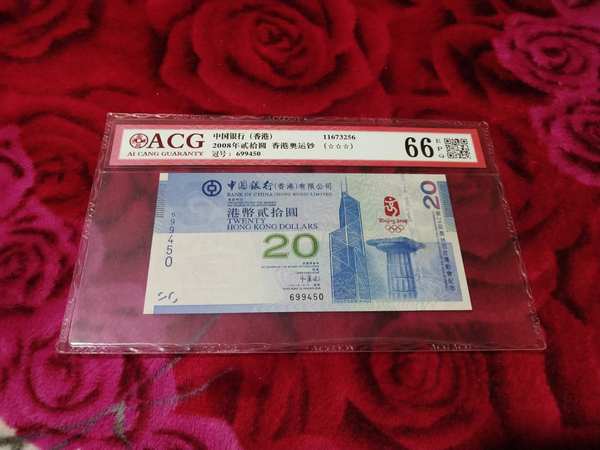 ACG
AI CANG GUARANTY
中国银行 (香港) 11673256
2008年贰拾圆 香港奥运钞 (☆☆☆)
冠号: 699450
66 EPQ
中國銀行(香港)有限公司
BANK OF CHINA (HONG KONG) LIMITED
港幣貳拾圓
TWENTY
HONG KONG DOLLARS
20
699450
699450
20
Beijing 2008